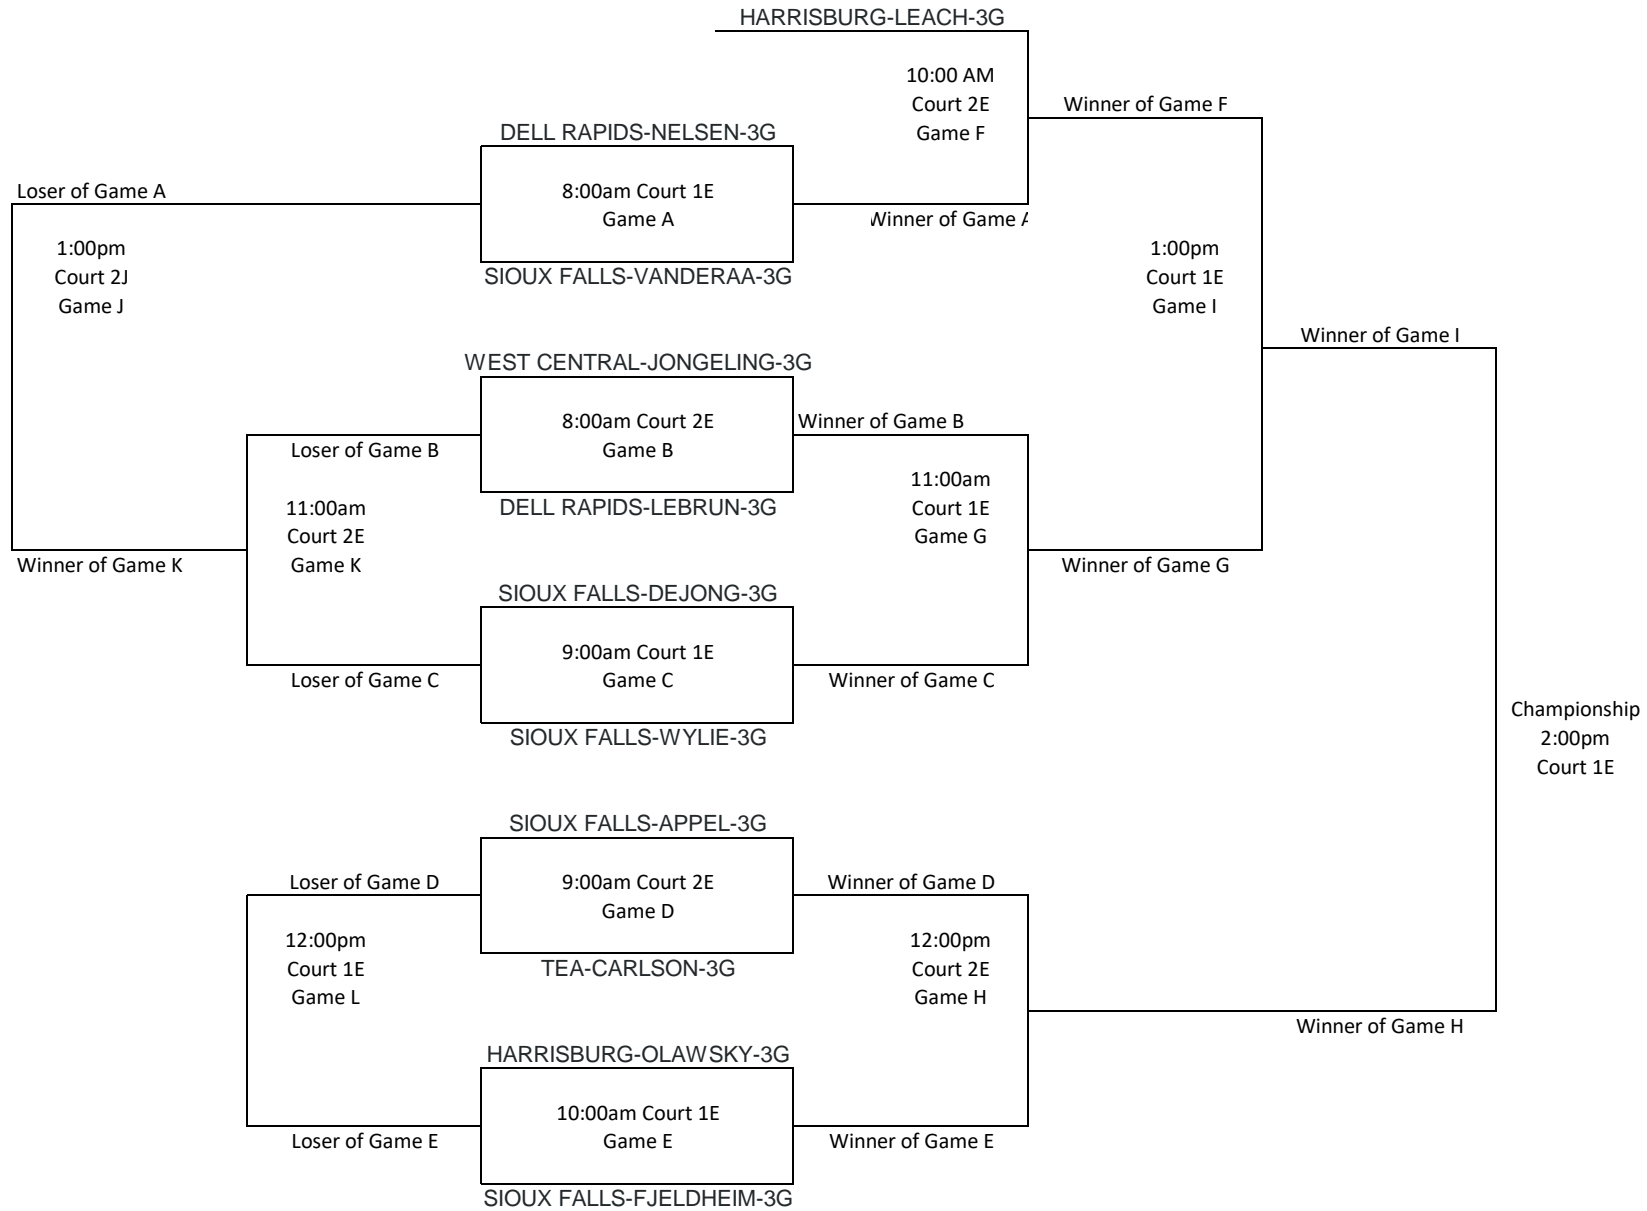 HARRISBURG-LEACH-3G
10:00 AM
Court 2E
Game F
Winner of Game F
DELL RAPIDS-NELSEN-3G
Loser of Game A
8:00am Court 1E
Game A
Winner of Game A
SIOUX FALLS-VANDERAA-3G
1:00pm
Court 2J
Game J
1:00pm
Court 1E
Game I
Winner of Game I
WEST CENTRAL-JONGELING-3G
8:00am Court 2E
Game B
Winner of Game B
Loser of Game B
DELL RAPIDS-LEBRUN-3G
11:00am
Court 2E
Game K
11:00am
Court 1E
Game G
Winner of Game K
Winner of Game G
SIOUX FALLS-DEJONG-3G
9:00am Court 1E
Game C
Loser of Game C
Winner of Game C
SIOUX FALLS-WYLIE-3G
Championship
2:00pm
Court 1E
SIOUX FALLS-APPEL-3G
Loser of Game D
9:00am Court 2E
Game D
Winner of Game D
TEA-CARLSON-3G
12:00pm
Court 1E
Game L
12:00pm
Court 2E
Game H
Winner of Game H
HARRISBURG-OLAWSKY-3G
10:00am Court 1E
Game E
Loser of Game E
Winner of Game E
SIOUX FALLS-FJELDHEIM-3G